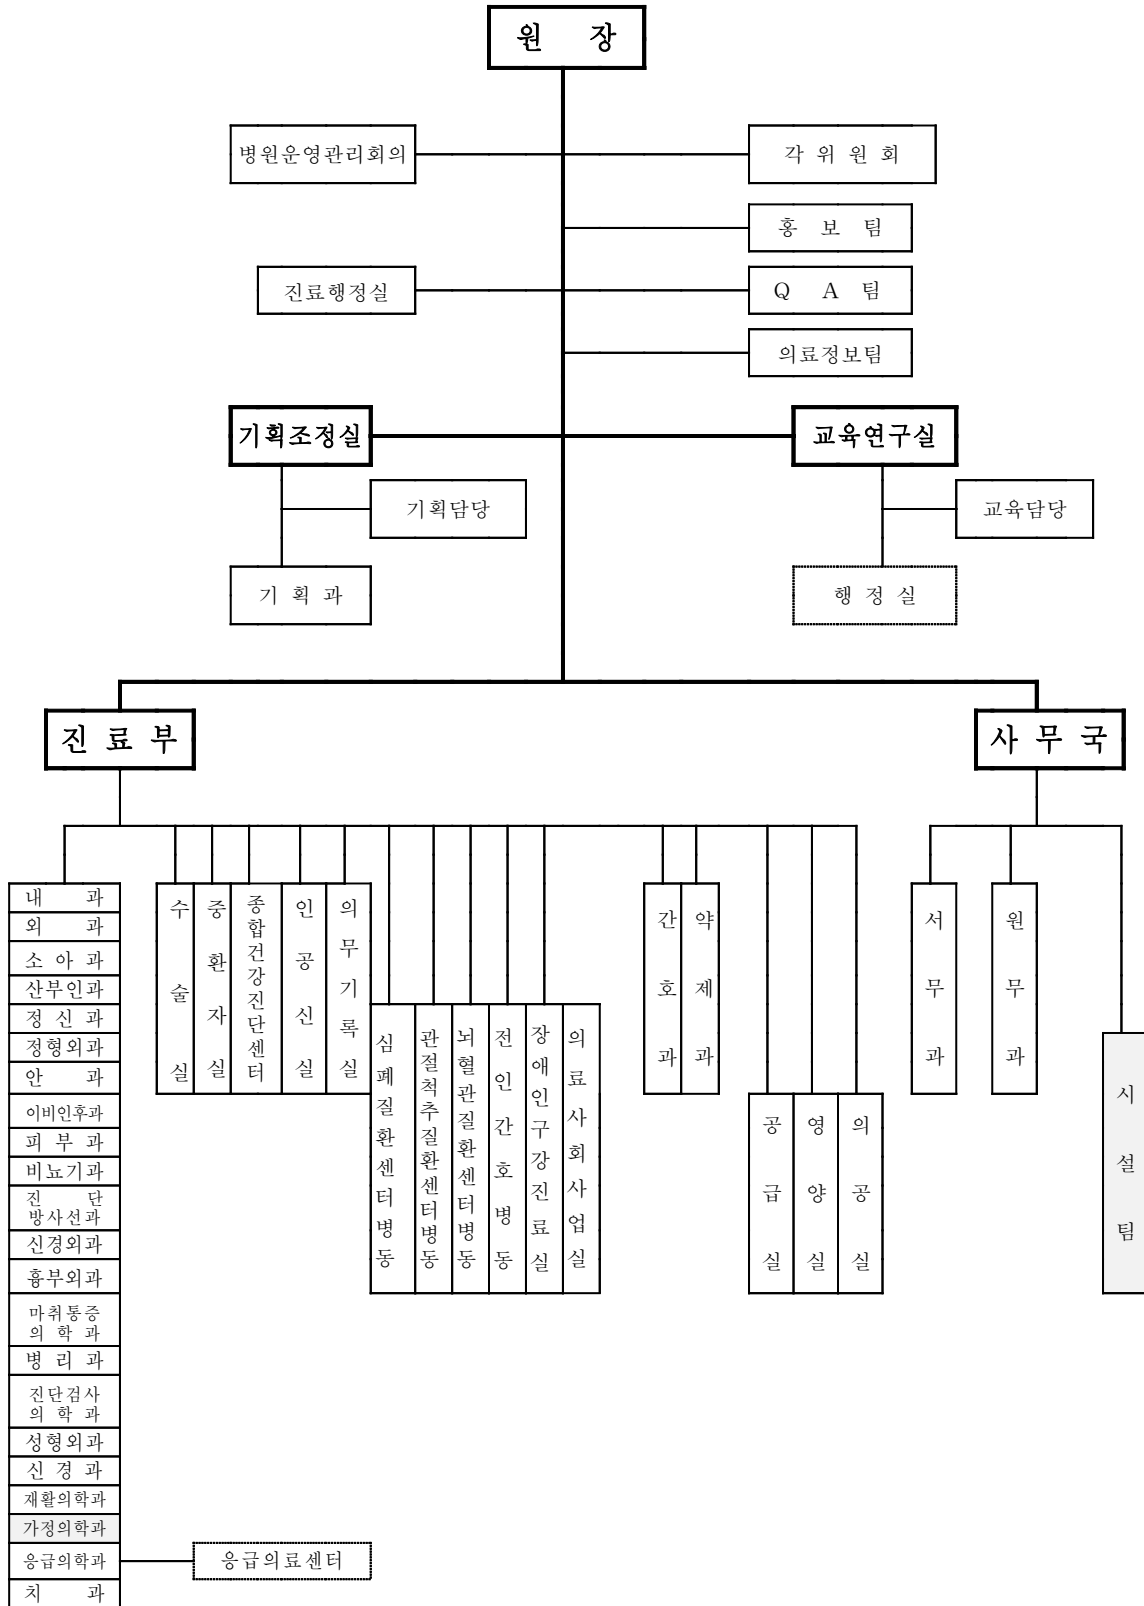 원 장
병원운영관리회의
각 위 원 회
홍 보 팀
진료행정실
Q A 팀
의료정보팀
기획조정실
교육연구실
기획담당
교육담당
기 획 과
행 정 실
진 료 부
사 무 국
내 과
외 과
소 아 과
산부인과
정 신 과
정형외과
안 과
이비인후과
피 부 과
비뇨기과
진 단
방사선과
신경외과
흉부외과
마취통증
의 학 과
병 리 과
진단검사
의 학 과
성형외과
신 경 과
재활의학과
가정의학과
응급의학과
응급의료센터
치 과
수술실
중환자실
종합건강진단센터
인공신실
의무기록실
심폐질환센터병동
관절척추질환센터병동
뇌혈관질환센터병동
전인간호병동
장애인구강진료실
의료사회사업실
간호과
약제과
공급실
영양실
의공실
서무과
원무과
시설팀